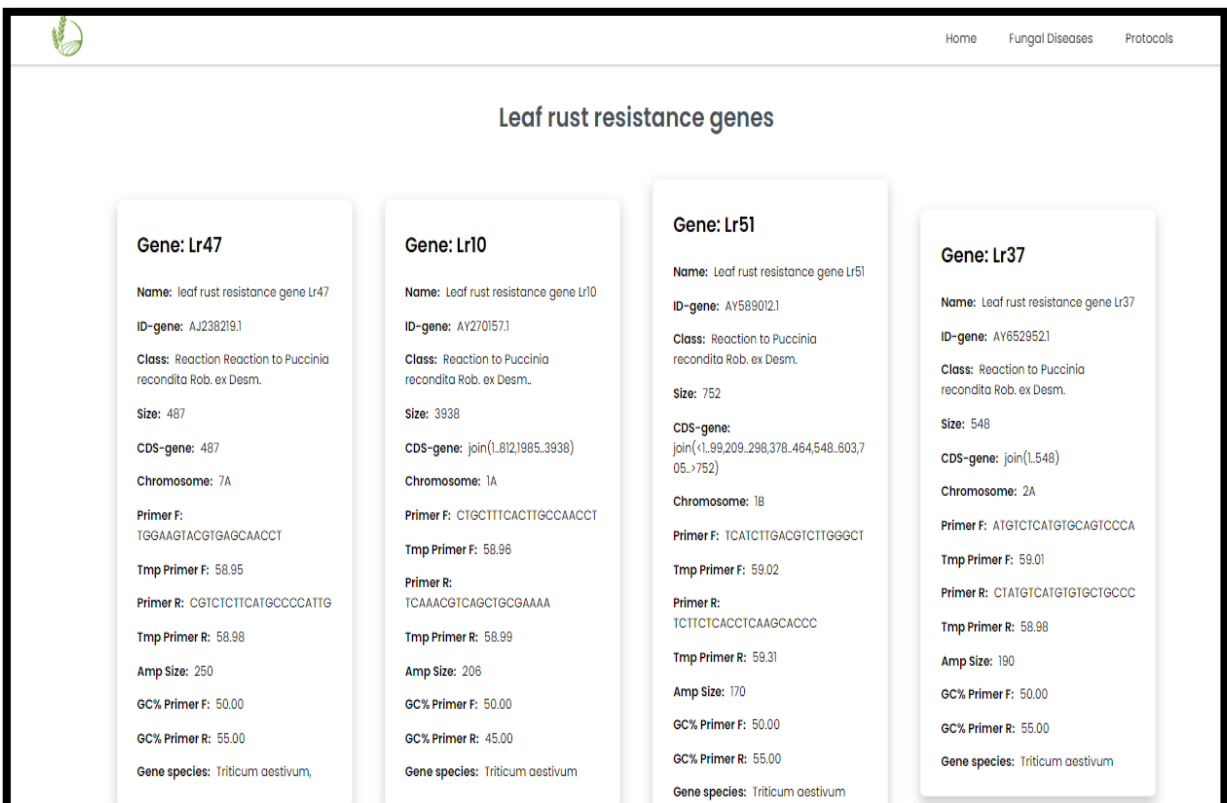 Home Fungal Diseases Protocols
Leaf rust resistance genes
Gene: Lr47
Name: leaf rust resistance gene Lr47
ID-gene: AJ238219.1
Class: Reaction Reaction to Puccinia
recondita Rob. ex Desm.
Size: 487
CDS-gene: 487
Chromosome: 7A
Primer F:
TGGAAGTACGTGAGCAACCT
Tmp Primer F: 58.95
Primer R: CGTCTCTTCATGCCCCATTG
Tmp Primer R: 58.98
Amp Size: 250
GC% Primer F: 50.00
GC% Primer R: 55.00
Gene species: Triticum aestivum,
Gene: Lr10
Name: Leaf rust resistance gene Lr10
ID-gene: AY270157.1
Class: Reaction to Puccinia
recondita Rob. ex Desm..
Size: 3938
CDS-gene: join(1..812,1985..3938)
Chromosome: 1A
Primer F: CTGCTTTCACTTGCCAACCT
Tmp Primer F: 58.96
Primer R:
TCAAACGTCAGCTGCGAAAA
Tmp Primer R: 58.99
Amp Size: 206
GC% Primer F: 50.00
GC% Primer R: 45.00
Gene species: Triticum aestivum
Gene: Lr51
Name: Leaf rust resistance gene Lr51
ID-gene: AY589012.1
Class: Reaction to Puccinia
recondita Rob. ex Desm.
Size: 752
CDS-gene:
join(<1..99,209..298,378..464,548..603,7
05..>752)
Chromosome: 1B
Primer F: TCATCTTGACGTCTTGGGCT
Tmp Primer F: 59.02
Primer R:
TCTTCTCACCTCAAGCACCC
Tmp Primer R: 59.31
Amp Size: 170
GC% Primer F: 50.00
GC% Primer R: 55.00
Gene species: Triticum aestivum
Gene: Lr37
Name: Leaf rust resistance gene Lr37
ID-gene: AY652952.1
Class: Reaction to Puccinia
recondita Rob. ex Desm.
Size: 548
CDS-gene: join(1..548)
Chromosome: 2A
Primer F: ATGTCTCATGTGCAGTCCCA
Tmp Primer F: 59.01
Primer R: CTATGTCATGTGTGCTGCCC
Tmp Primer R: 58.98
Amp Size: 190
GC% Primer F: 50.00
GC% Primer R: 55.00
Gene species: Triticum aestivum